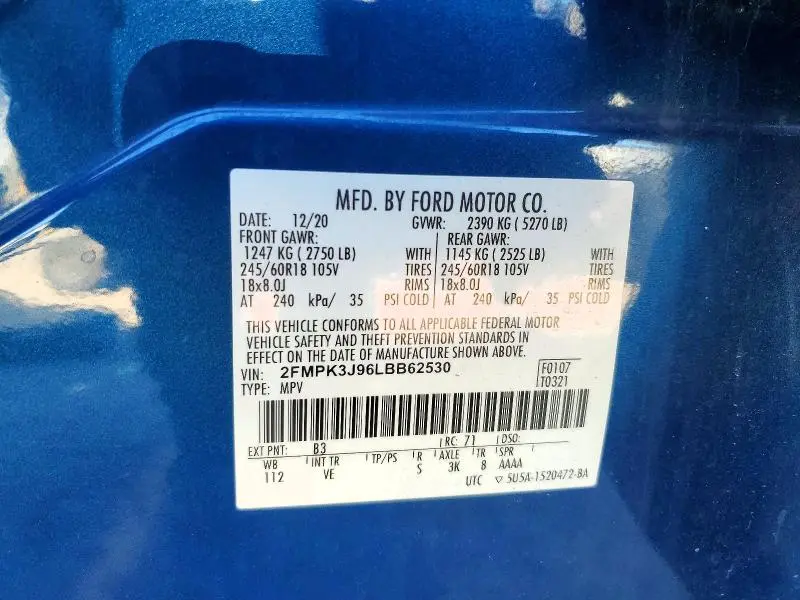 MFD. BY FORD MOTOR CO.
DATE: 12/20 GVWR: 2390 KG ( 5270 LB)
FRONT GAWR: REAR GAWR:
1247 KG ( 2750 LB) WITH 1145 KG ( 2525 LB) WITH
245/60R18 105V TIRES 245/60R18 105V TIRES
18x8.0J RIMS 18x8.0J RIMS
AT 240 kPa/ 35 PSI COLD AT 240 kPa/ 35 PSI COLD
THIS VEHICLE CONFORMS TO ALL APPLICABLE FEDERAL MOTOR
VEHICLE SAFETY AND THEFT PREVENTION STANDARDS IN
EFFECT ON THE DATE OF MANUFACTURE SHOWN ABOVE.
VIN: 2FMPK3J96LBB62530 F0107
TYPE: MPV T0321
EXT PNT: B3 RC: 71 DSO:
WB INT TR TP/PS R AXLE TR SPR
112 VE S 3K 8 AAAA
UTC ▽ 5U5A-1520472-BA